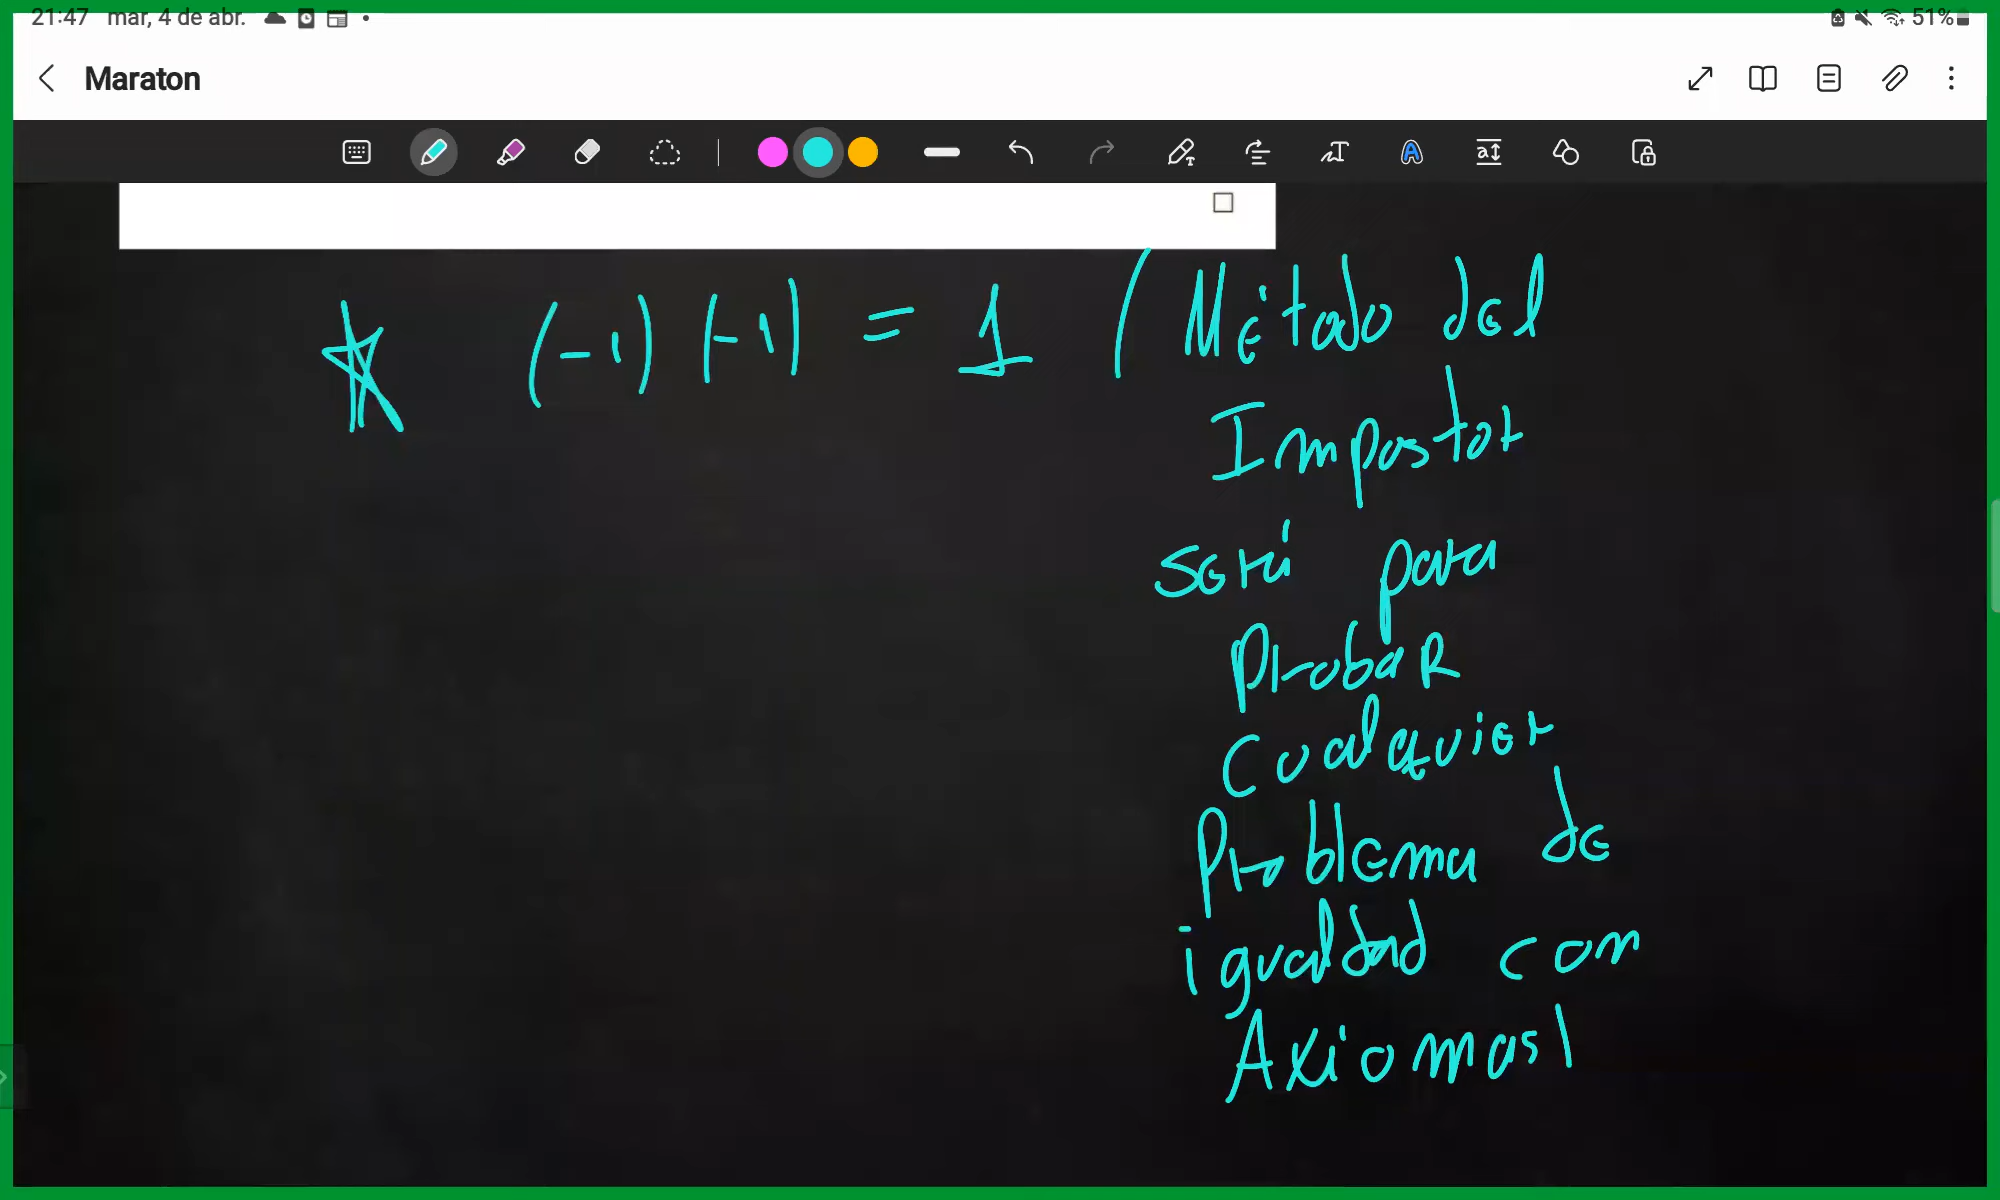 21:47 mar, 4 de abr. 51%
Maraton
(-1) (-1) = 1 (Método del
Impostor
será para
Probar
Cualquier
Problema de
igualdad con
Axiomas)